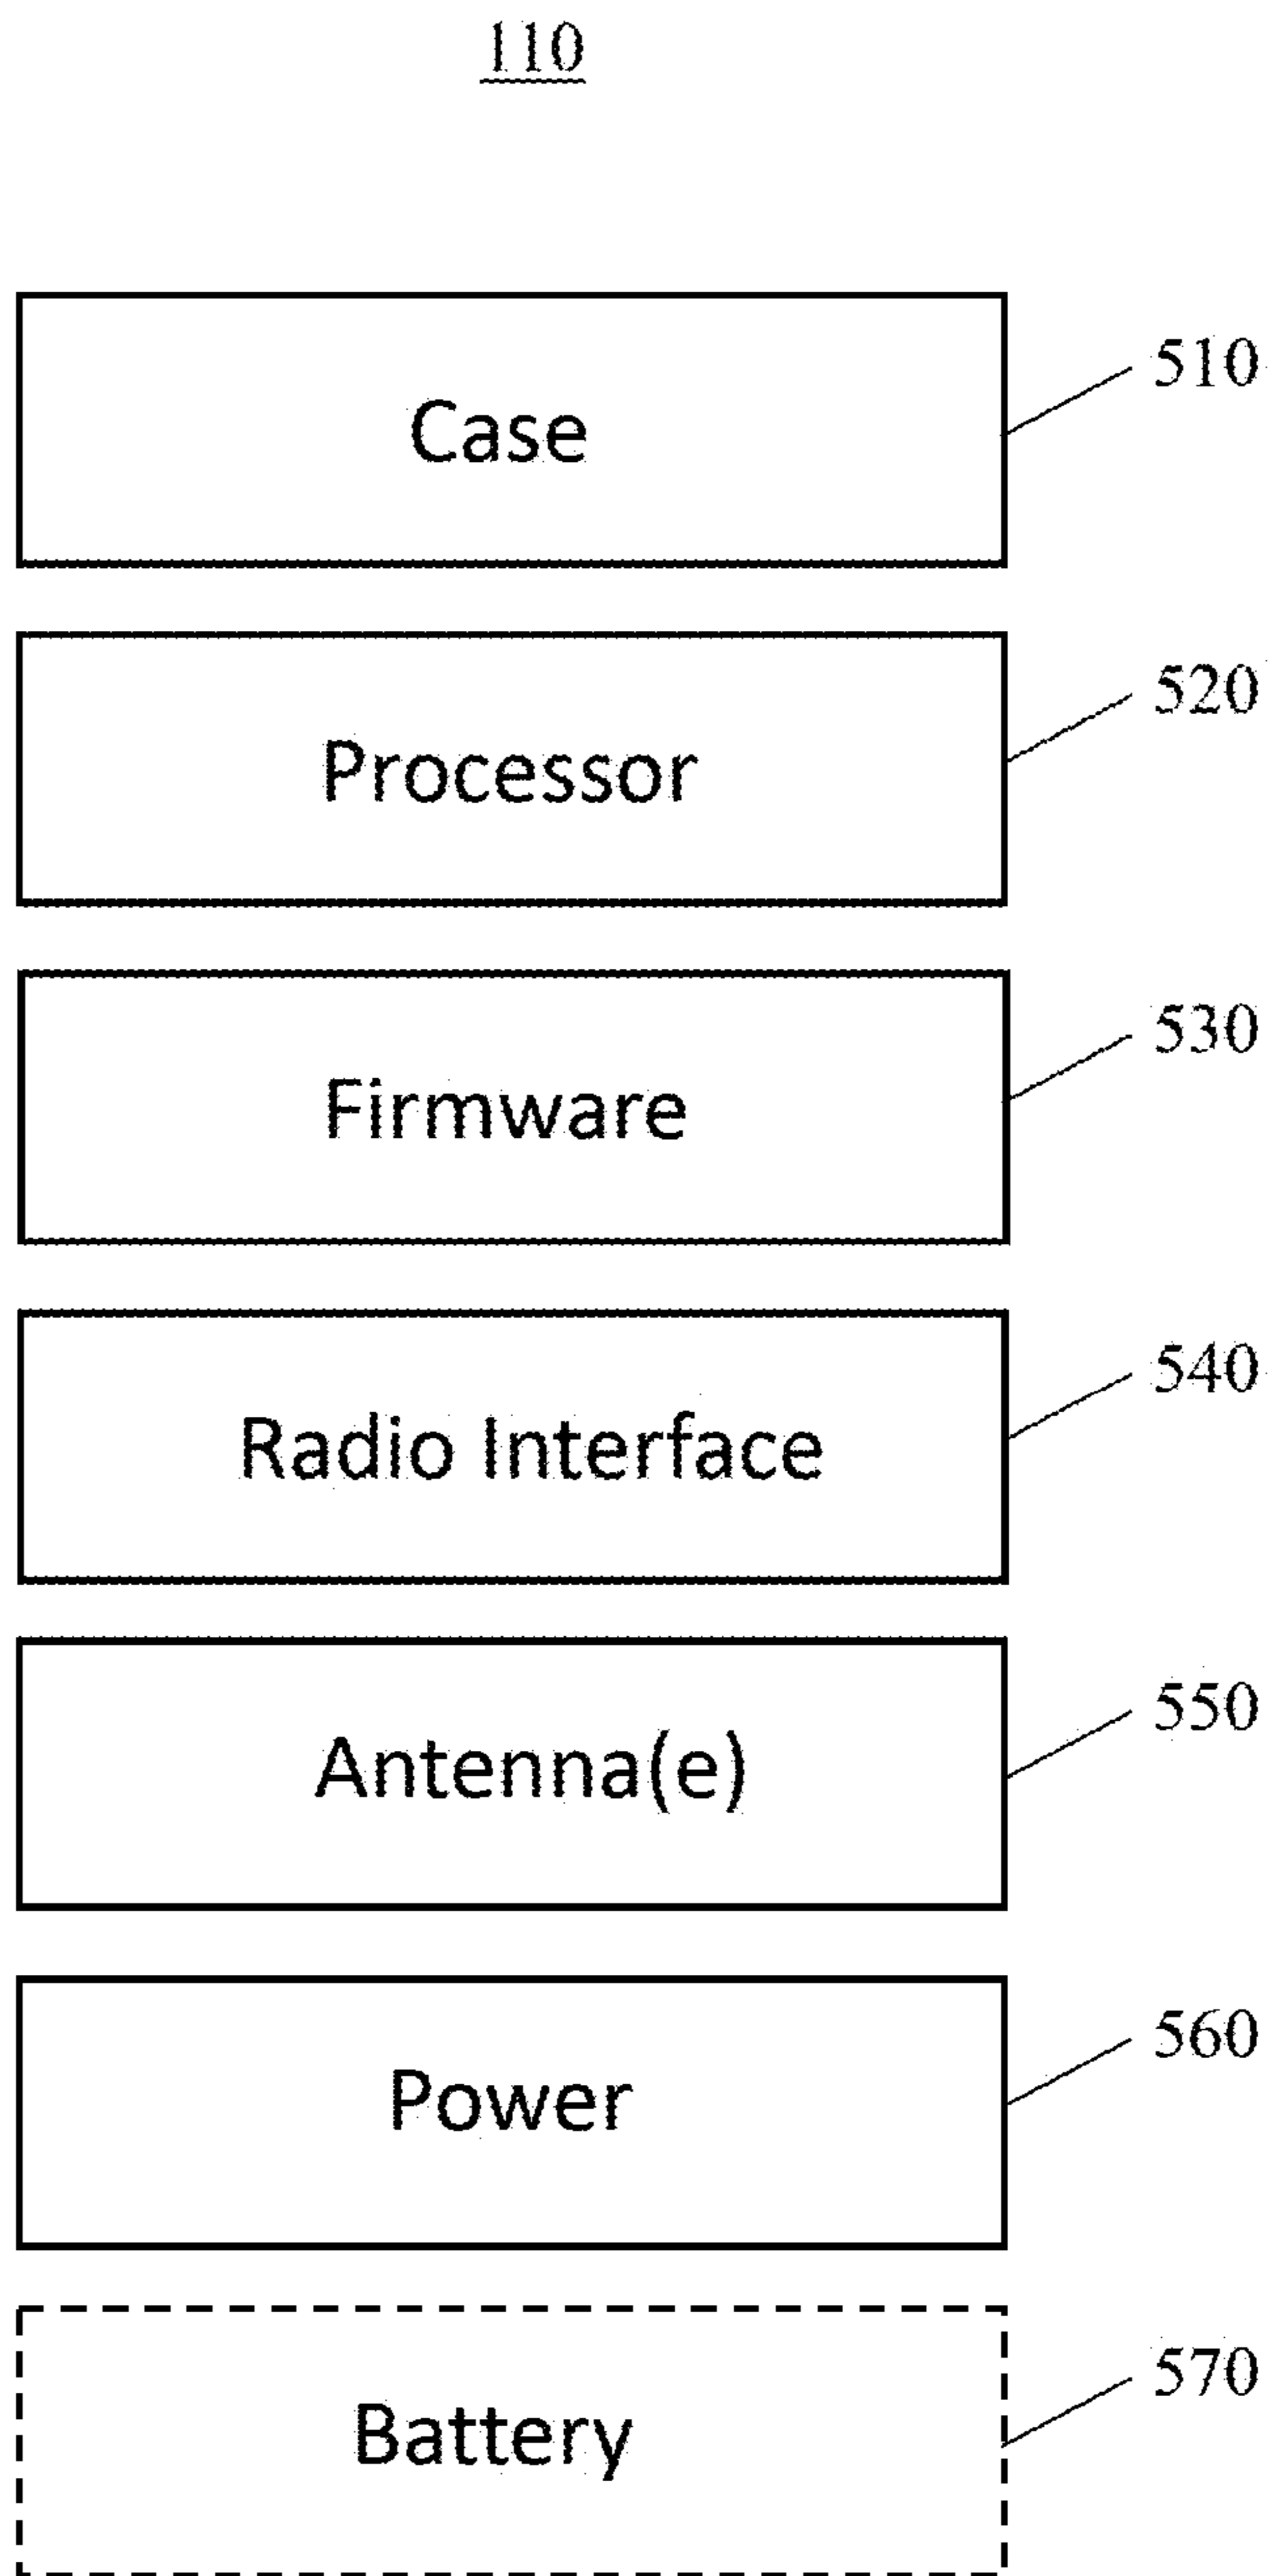 110
Case
510
Processor
520
Firmware
530
Radio Interface
540
Antenna(e)
550
Power
560
Battery
570